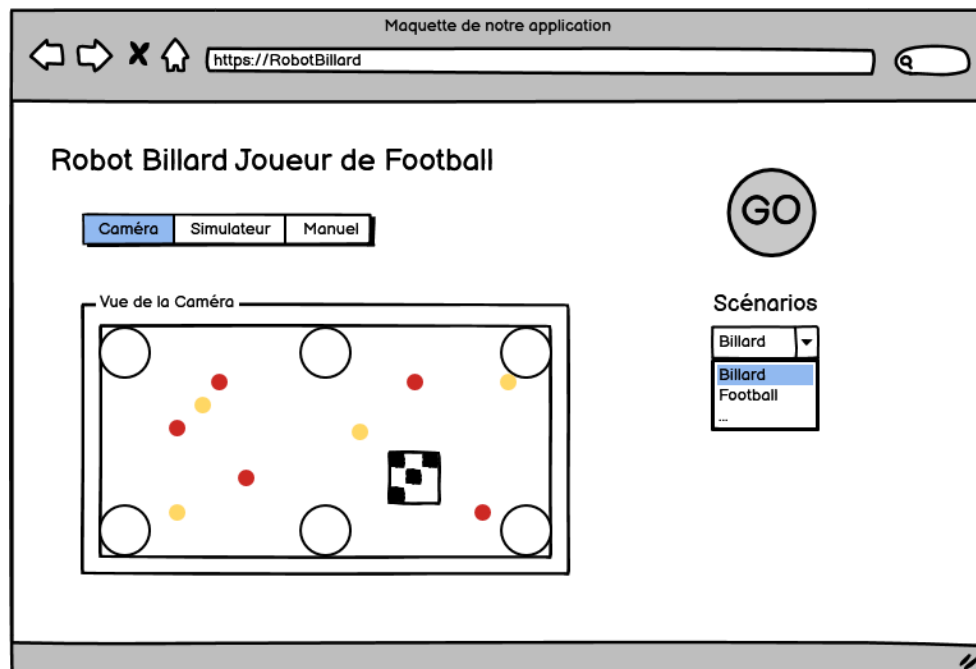 Maquette de notre application
https://RobotBillard
Robot Billard Joueur de Football
GO
Caméra Simulateur Manuel
Vue de la Caméra
Scénarios
Billard
Billard
Football
...